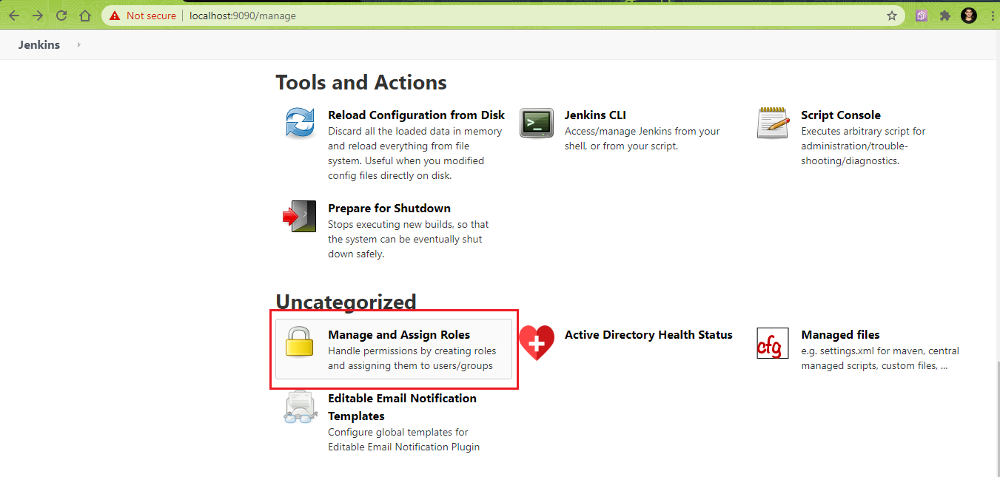 Not secure localhost:9090/manage
Jenkins
Tools and Actions
Reload Configuration from Disk
Discard all the loaded data in memory
and reload everything from file
system. Useful when you modified
config files directly on disk.
Jenkins CLI
Access/manage Jenkins from your
shell, or from your script.
Script Console
Executes arbitrary script for
administration/trouble-
shooting/diagnostics.
Prepare for Shutdown
Stops executing new builds, so that
the system can be eventually shut
down safely.
Uncategorized
Manage and Assign Roles
Handle permissions by creating roles
and assigning them to users/groups
Active Directory Health Status
cfg
Managed files
e.g. settings.xml for maven, central
managed scripts, custom files, ...
Editable Email Notification
Templates
Configure global templates for
Editable Email Notification Plugin